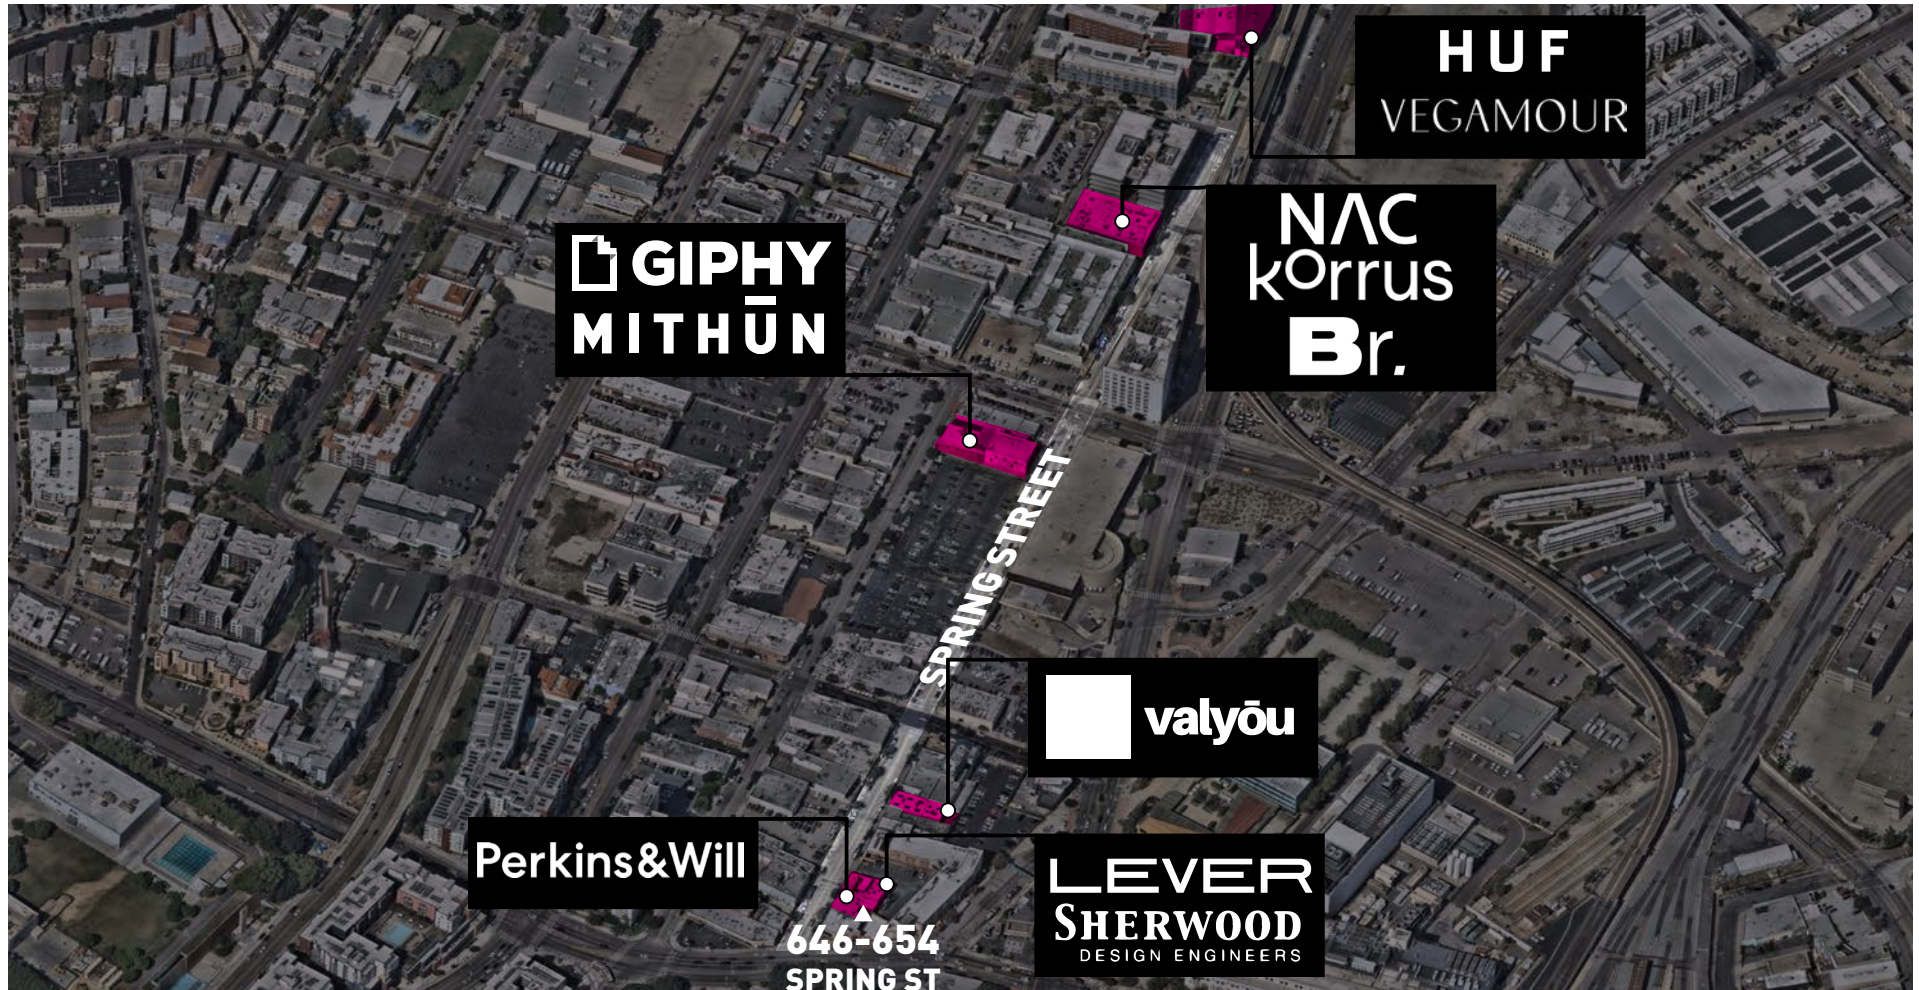 HUF
VEGAMOUR
NAC
korrus
Br.
GIPHY
MITHŪN
SPRING STREET
valyōu
Perkins&Will
LEVER
SHERWOOD
DESIGN ENGINEERS
646-654
SPRING ST